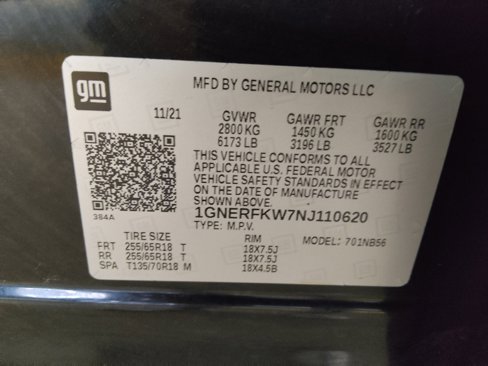 gm
MFD BY GENERAL MOTORS LLC
11/21 GVWR GAWR FRT GAWR RR
2800 KG 1450 KG 1600 KG
6173 LB 3196 LB 3527 LB
THIS VEHICLE CONFORMS TO ALL
APPLICABLE U.S. FEDERAL MOTOR
VEHICLE SAFETY STANDARDS IN EFFECT
ON THE DATE OF MANUFACTURE
SHOWN ABOVE.
384A
1GNERFKW7NJ110620
TYPE: M.P.V. MODEL: 701NB56
TIRE SIZE RIM
FRT 255/65R18 T 18X7.5J
RR 255/65R18 T 18X7.5J
SPA T135/70R18 M 18X4.5B